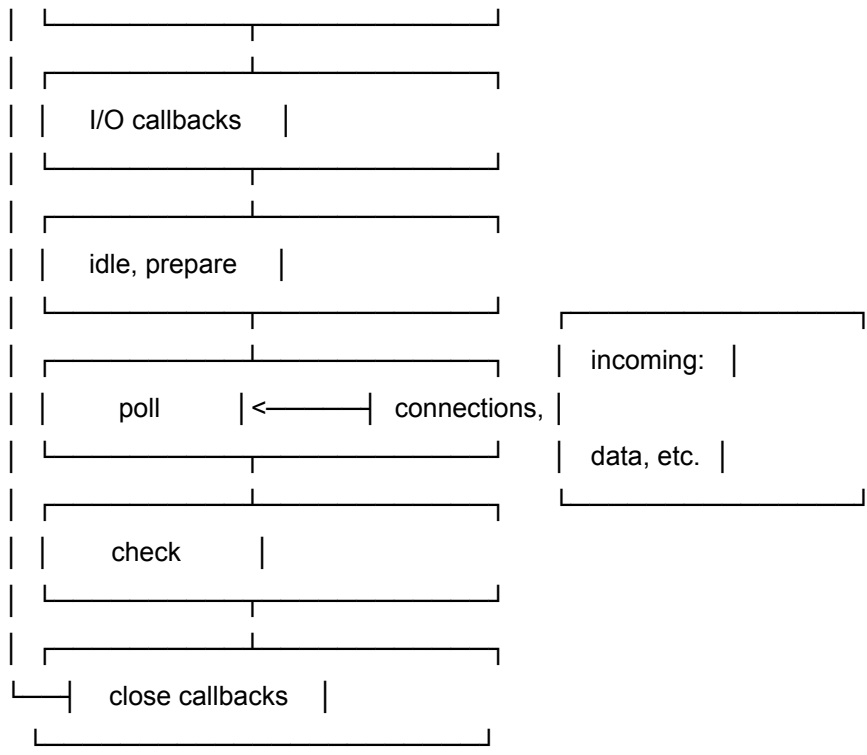 I/O callbacks
idle, prepare
incoming:
poll <
connections,
data, etc.
check
close callbacks